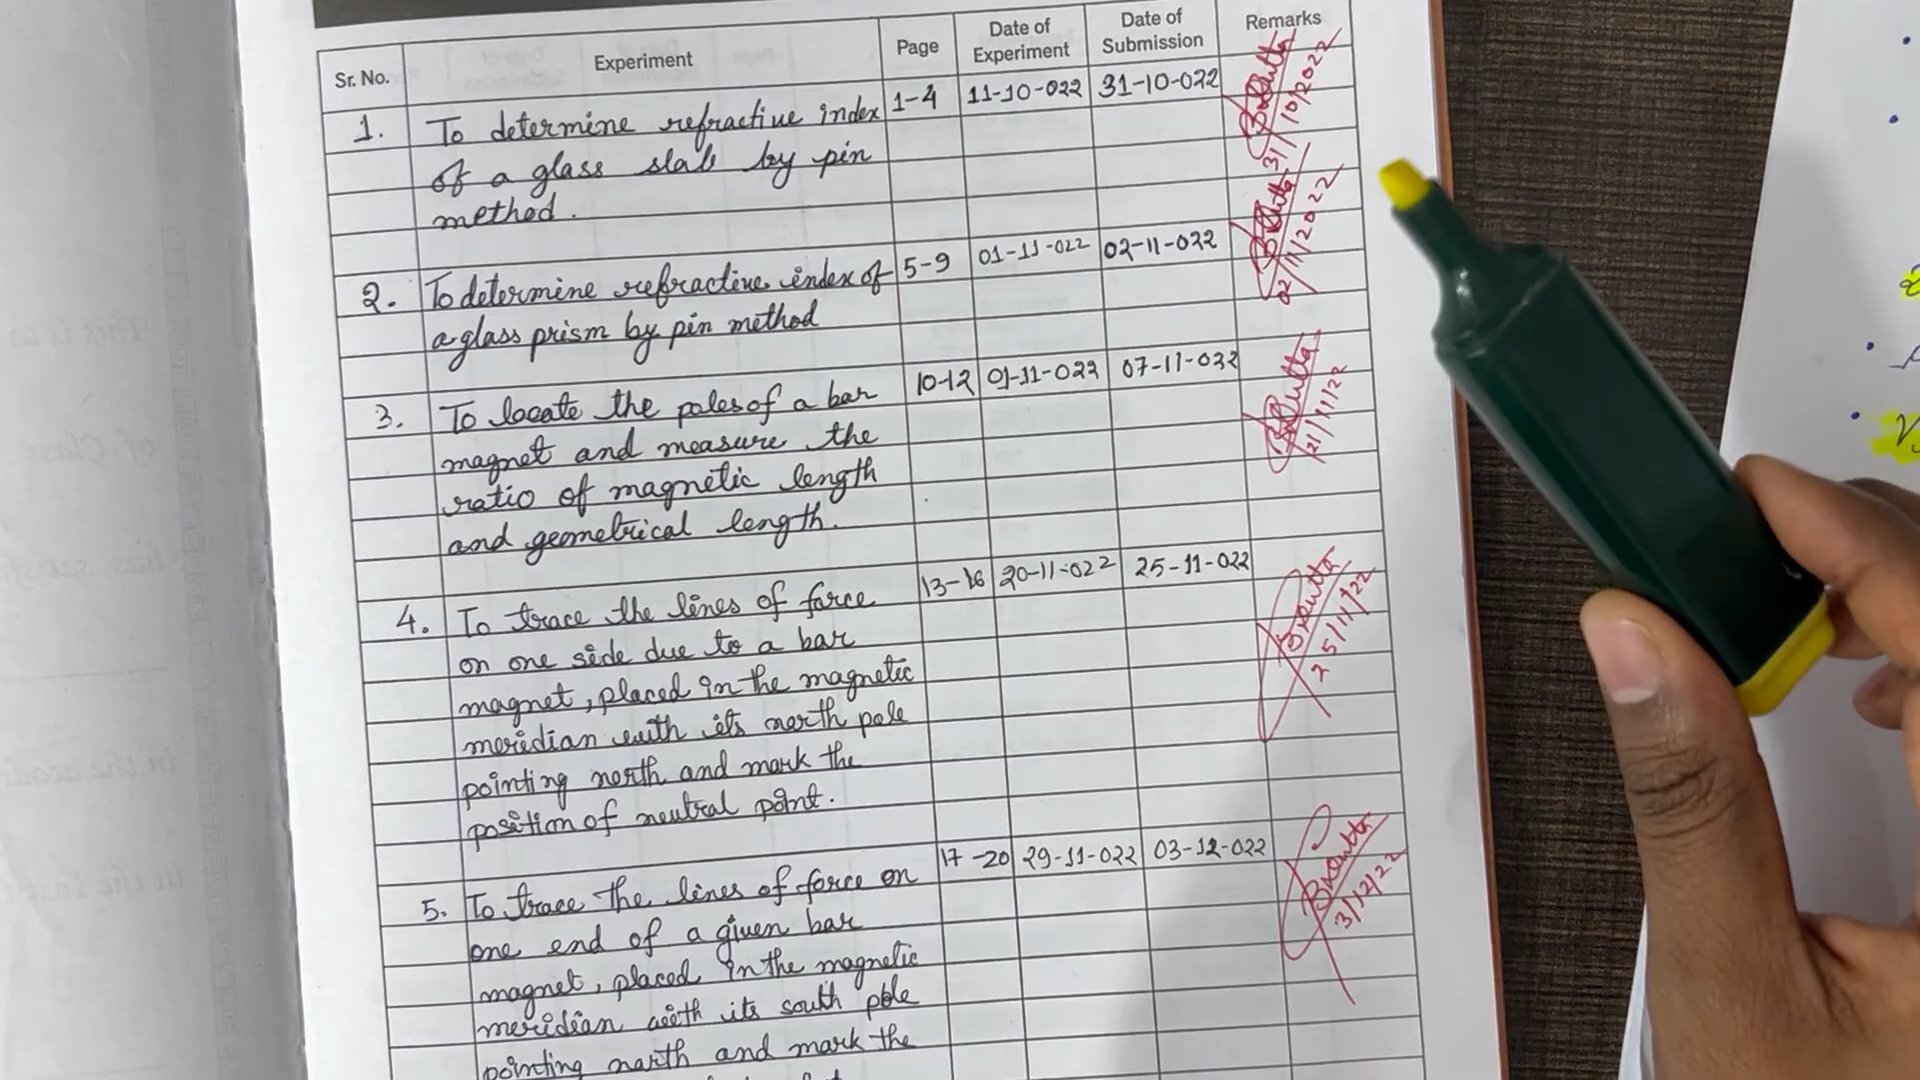 Sr. No. Experiment Page Date of Experiment Date of Submission Remarks
1. To determine refractive index 1-4 11-10-022 31-10-022
of a glass slab by pin 31/10/2022
method.
2. To determine refractive index of 5-9 01-11-022 02-11-022
a glass prism by pin method 02/11/2022
3. To locate the poles of a bar 10-12 01-11-022 07-11-022
magnet and measure the 21/11/22
ratio of magnetic length
and geometrical length.
4. To trace the lines of force 13-16 20-11-022 25-11-022
on one side due to a bar 25/11/22
magnet, placed in the magnetic
meridian with its north pole
pointing north and mark the
position of neutral point.
5. To trace the lines of force on 17-20 29-11-022 03-12-022
one end of a given bar 3/12/22
magnet, placed in the magnetic
meridian with its south pole
pointing north and mark the